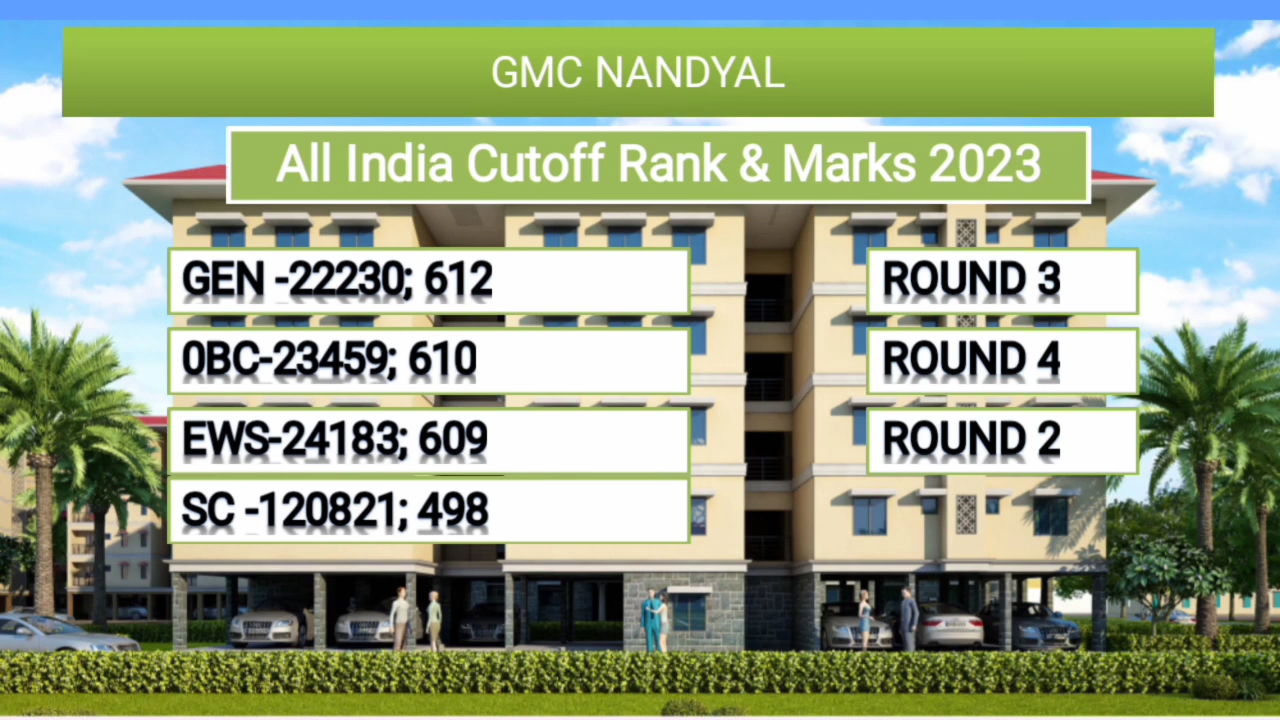 GMC NANDYAL
All India Cutoff Rank & Marks 2023
GEN -22230; 612
ROUND 3
0BC-23459; 610
ROUND 4
EWS-24183; 609
ROUND 2
SC -120821; 498